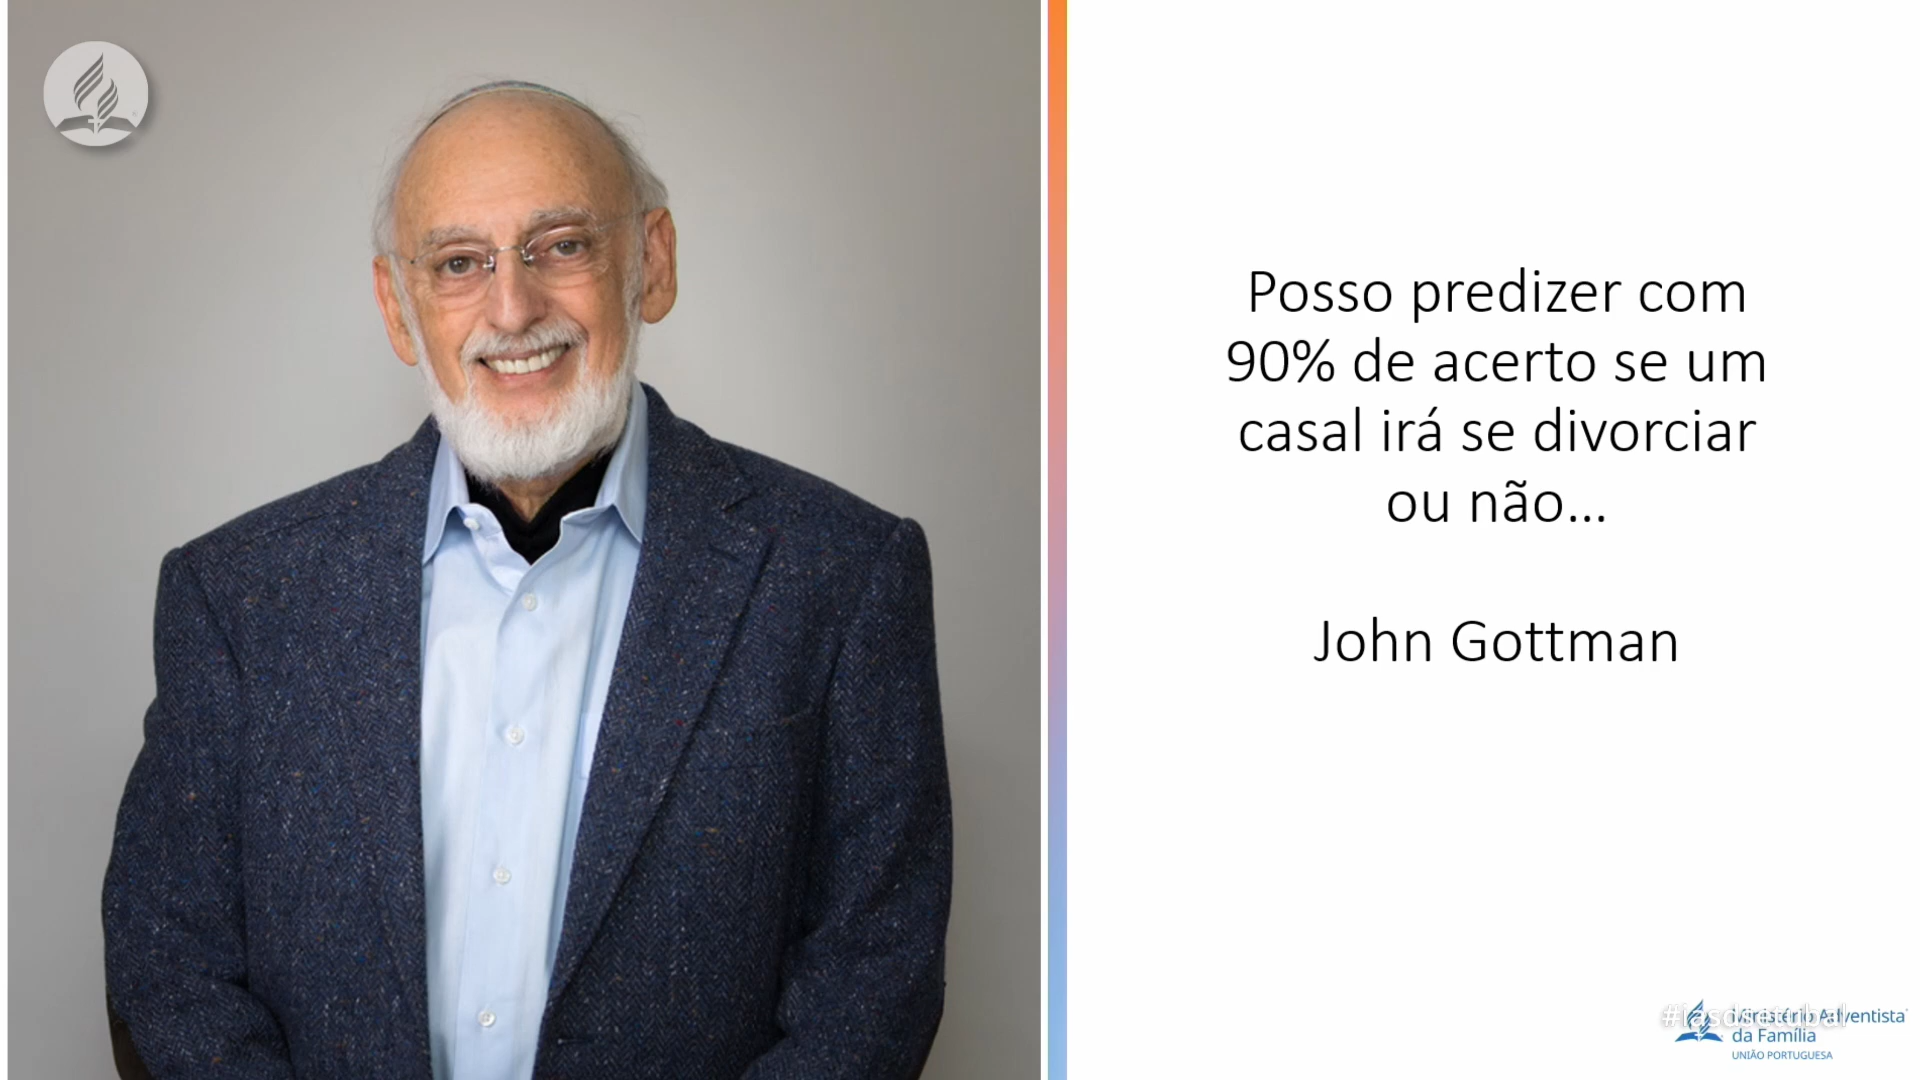 Posso predizer com
90% de acerto se um
casal irá se divorciar
ou não...
John Gottman
#iasdsetubal
Ministério Adventista
da Família
UNIÃO PORTUGUESA